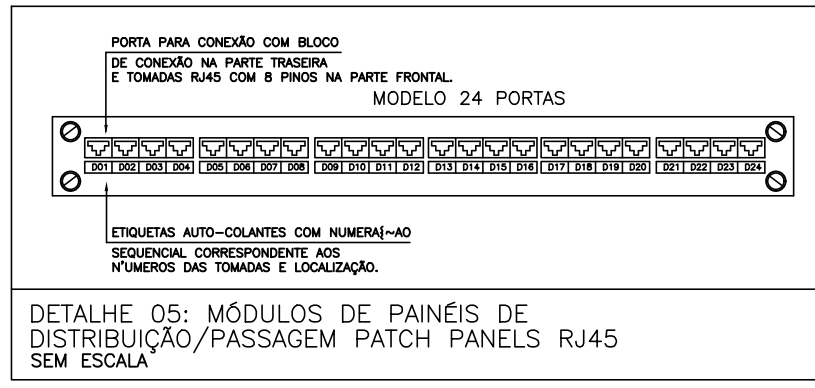 PORTA PARA CONEXÃO COM BLOCO
DE CONEXÃO NA PARTE TRASEIRA
E TOMADAS RJ45 COM 8 PINOS NA PARTE FRONTAL.
MODELO 24 PORTAS
D01 D02 D03 D04 D05 D06 D07 D08 D09 D10 D11 D12 D13 D14 D15 D16 D17 D18 D19 D20 D21 D22 D23 D24
ETIQUETAS AUTO-COLANTES COM NUMERA{~AO
SEQUENCIAL CORRESPONDENTE AOS
N'UMEROS DAS TOMADAS E LOCALIZAÇÃO.
DETALHE 05: MÓDULOS DE PAINÉIS DE
DISTRIBUIÇÃO/PASSAGEM PATCH PANELS RJ45
SEM ESCALA